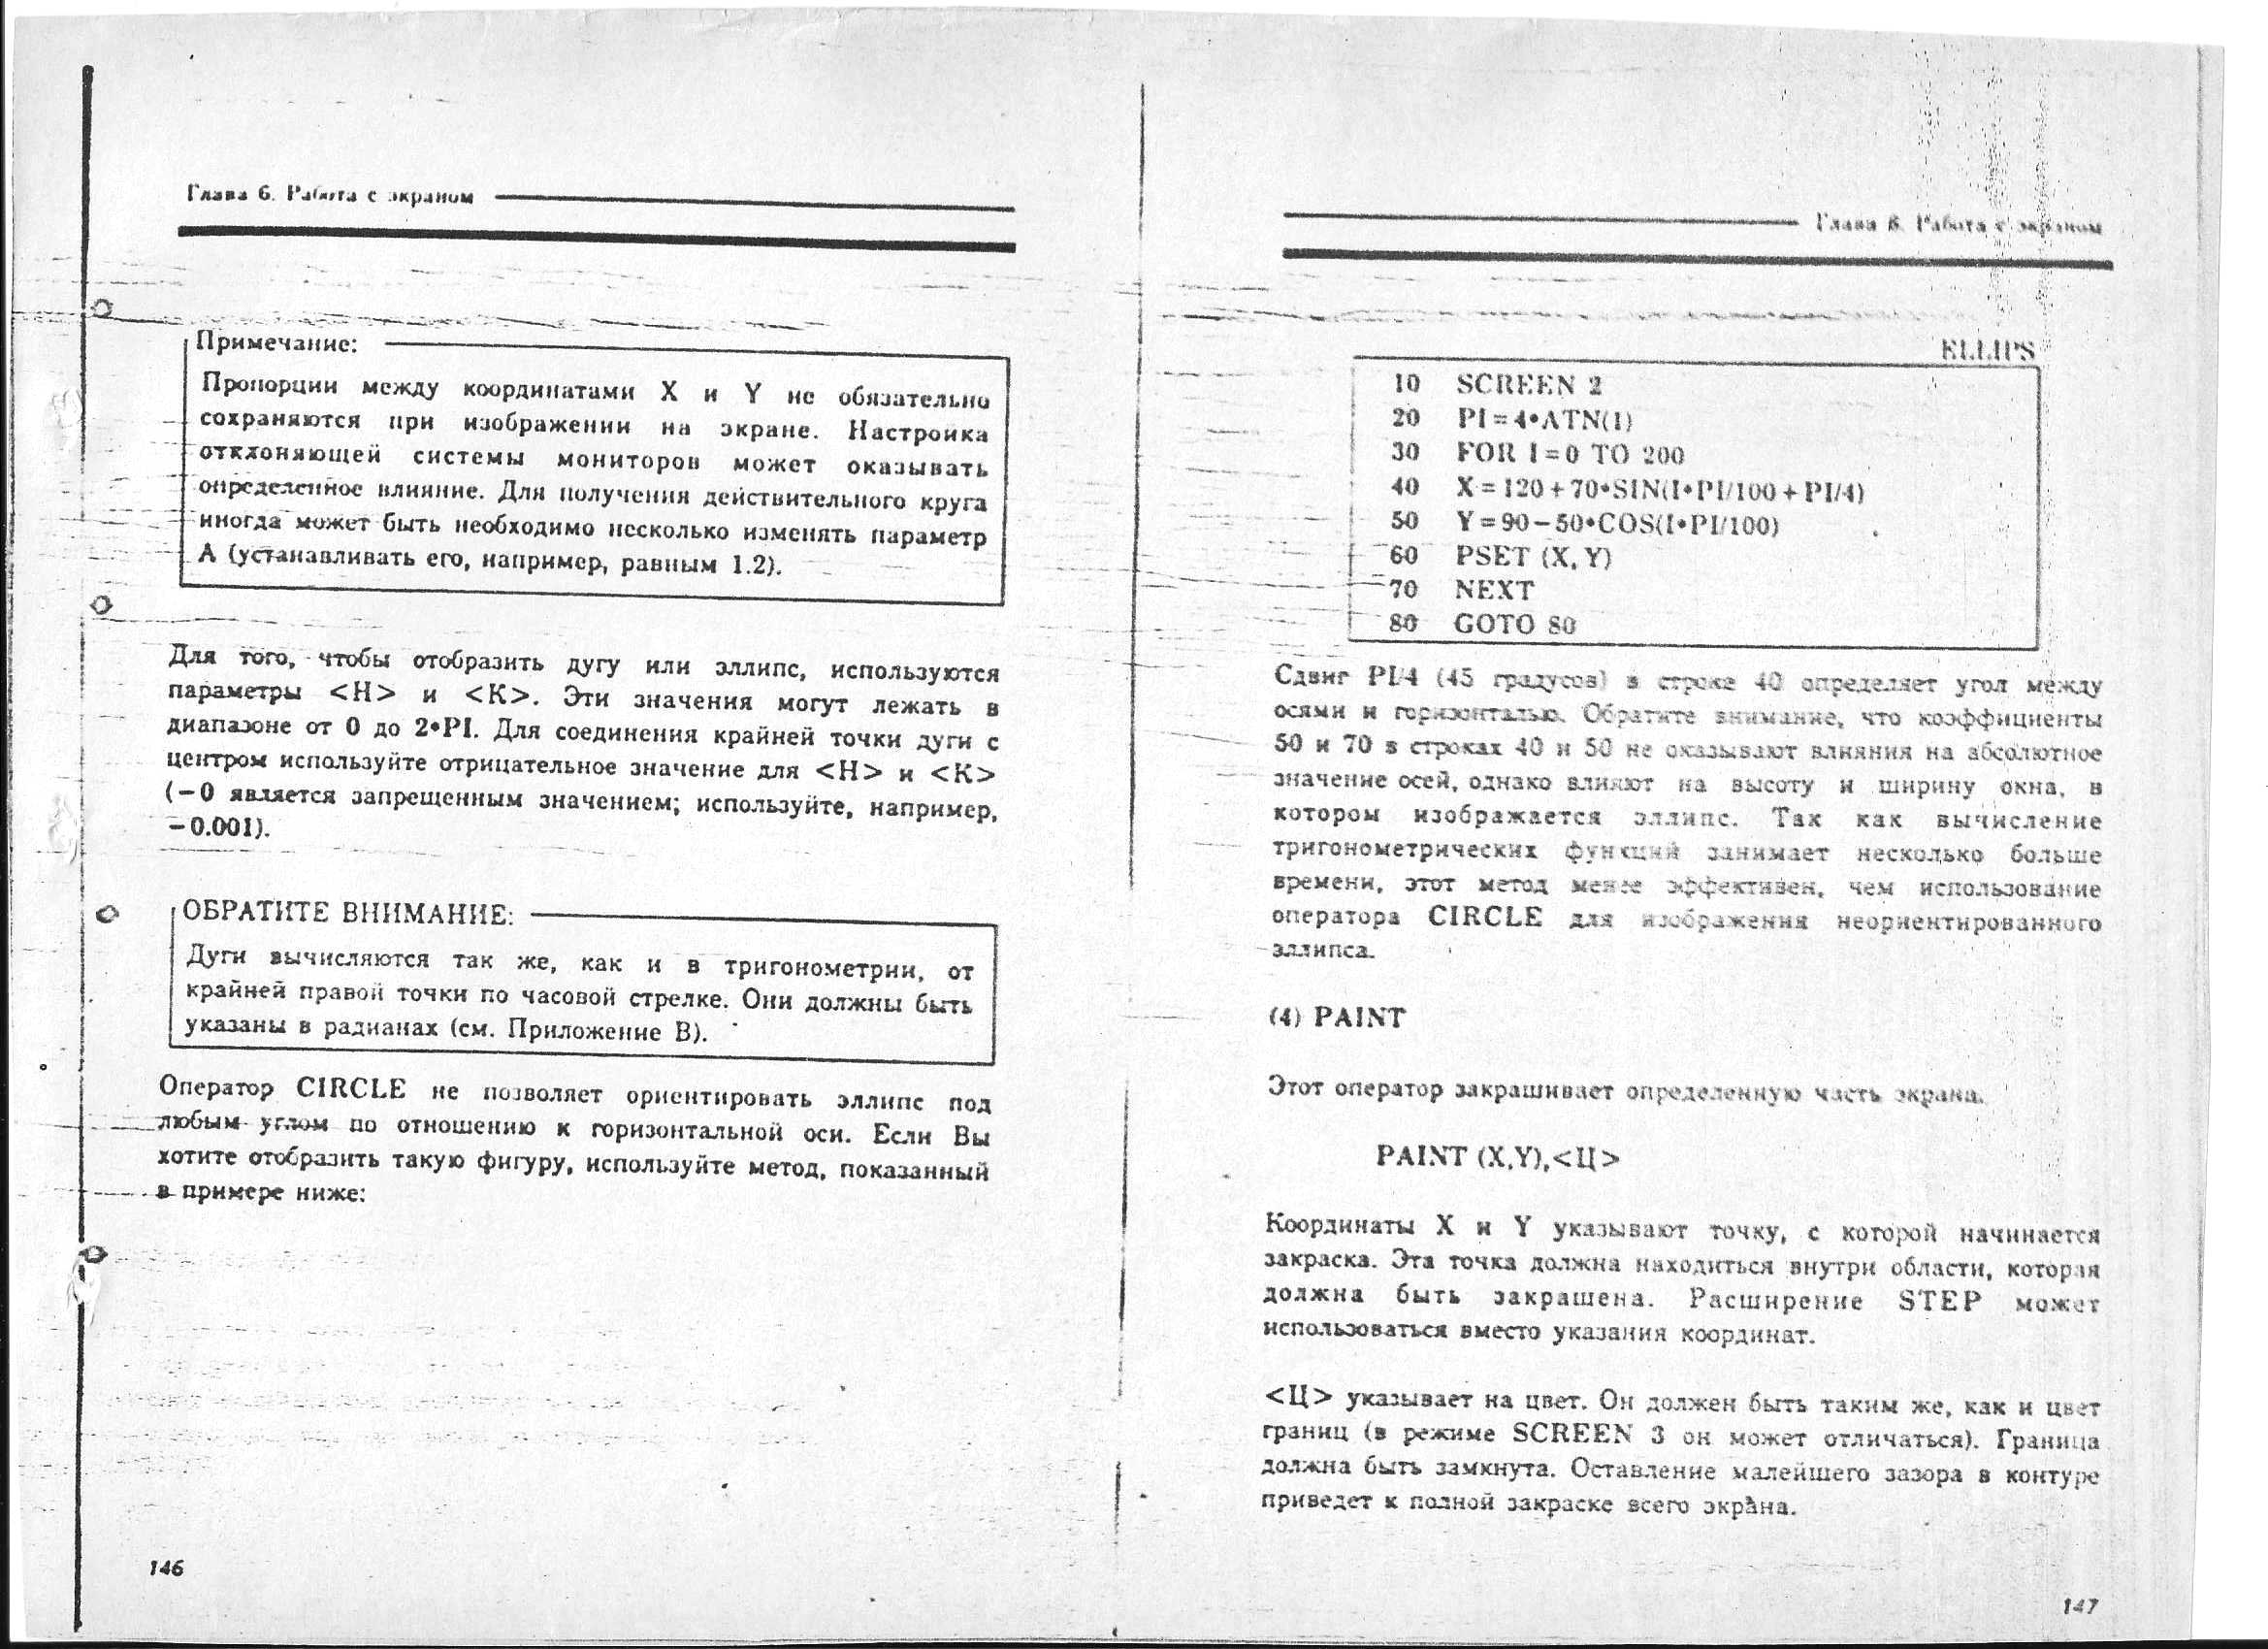 Глава 6. Работа с экраном
Примечание:
Пропорции между координатами X и Y не обязательно
сохраняются при изображении на экране. Настройка
отклоняющей системы мониторов может оказывать
определенное влияние. Для получения действительного круга
иногда может быть необходимо несколько изменять параметр
A (устанавливать его, например, равным 1.2).
Для того, чтобы отобразить дугу или эллипс, используются
параметры <Н> и <К>. Эти значения могут лежать в
диапазоне от 0 до 2•PI. Для соединения крайней точки дуги с
центром используйте отрицательное значение для <Н> и <К>
(−0 является запрещенным значением; используйте, например,
−0.001).
ОБРАТИТЕ ВНИМАНИЕ:
Дуги вычисляются так же, как и в тригонометрии, от
крайней правой точки по часовой стрелке. Они должны быть
указаны в радианах (см. Приложение В).
Оператор CIRCLE не позволяет ориентировать эллипс под
любым углом по отношению к горизонтальной оси. Если Вы
хотите отобразить такую фигуру, используйте метод, показанный
в примере ниже:
146
Глава 6. Работа с экраном
ELLIPS
10 SCREEN 2
20 PI=4•ATN(1)
30 FOR I=0 TO 200
40 X=120+70•SIN(I•PI/100+PI/4)
50 Y=90−50•COS(I•PI/100)
60 PSET (X,Y)
70 NEXT
80 GOTO 80
Сдвиг PI/4 (45 градусов) в строке 40 определяет угол между
осями и горизонталью. Обратите внимание, что коэффициенты
50 и 70 в строках 40 и 50 не оказывают влияния на абсолютное
значение осей, однако влияют на высоту и ширину окна, в
котором изображается эллипс. Так как вычисление
тригонометрических функций занимает несколько больше
времени, этот метод менее эффективен, чем использование
оператора CIRCLE для изображения неориентированного
эллипса.
(4) PAINT
Этот оператор закрашивает определенную часть экрана.
PAINT (X,Y),<Ц>
Координаты X и Y указывают точку, с которой начинается
закраска. Эта точка должна находиться внутри области, которая
должна быть закрашена. Расширение STEP может
использоваться вместо указания координат.
<Ц> указывает на цвет. Он должен быть таким же, как и цвет
границ (в режиме SCREEN 3 он может отличаться). Граница
должна быть замкнута. Оставление малейшего зазора в контуре
приведет к полной закраске всего экрана.
147